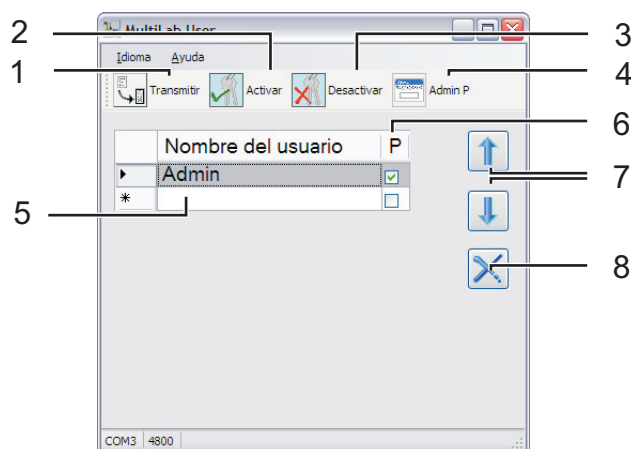 MultiLab User
2
3
Idioma Ayuda
1
4
Transmitir Activar Desactivar Admin P
6
Nombre del usuario P
Admin
7
*
5
8
COM3 4800